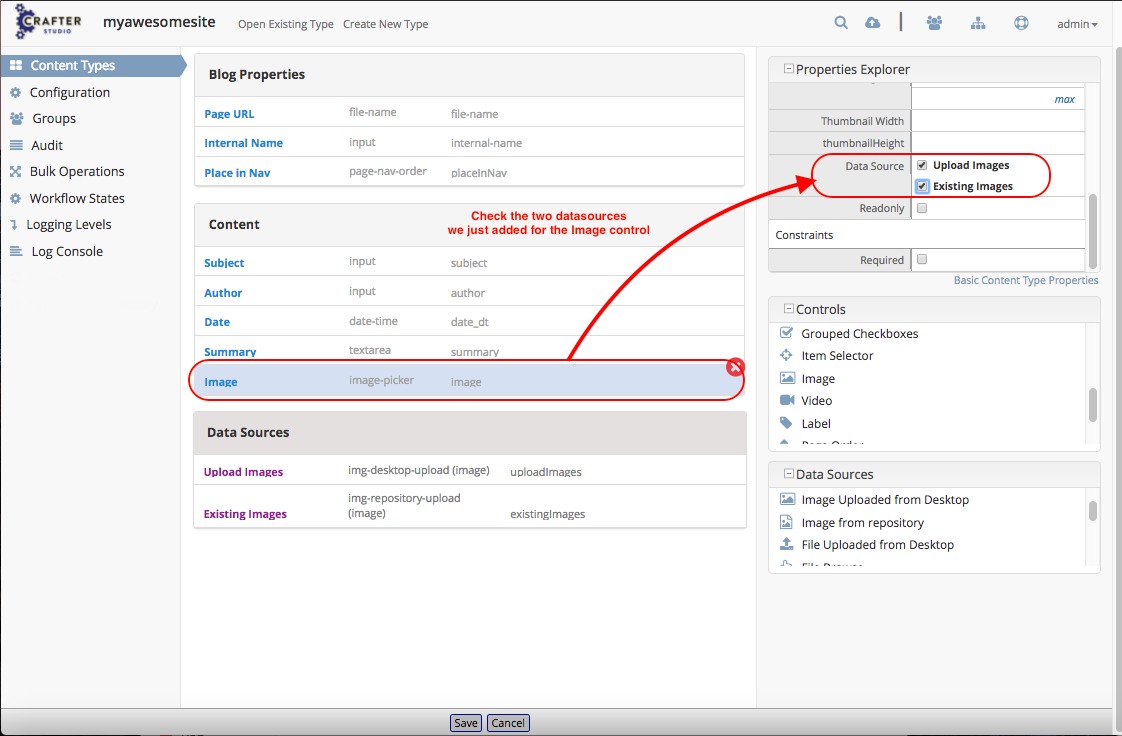 CRAFTER
STUDIO
myawesomesite
Open Existing Type
Create New Type
admin
Content Types
Configuration
Groups
Audit
Bulk Operations
Workflow States
Logging Levels
Log Console
Blog Properties
Page URL file-name file-name
Internal Name input internal-name
Place in Nav page-nav-order placeInNav
Content
Check the two datasources
we just added for the Image control
Subject input subject
Author input author
Date date-time date_dt
Summary textarea summary
Image image-picker image
Data Sources
Upload Images img-desktop-upload (image) uploadImages
img-repository-upload
(image)
Existing Images existingImages
Properties Explorer
max
Thumbnail Width
thumbnailHeight
Data Source Upload Images
Existing Images
Readonly
Constraints
Required
Basic Content Type Properties
Controls
Grouped Checkboxes
Item Selector
Image
Video
Label
Page Order
Data Sources
Image Uploaded from Desktop
Image from repository
File Uploaded from Desktop
File Browse
Save Cancel